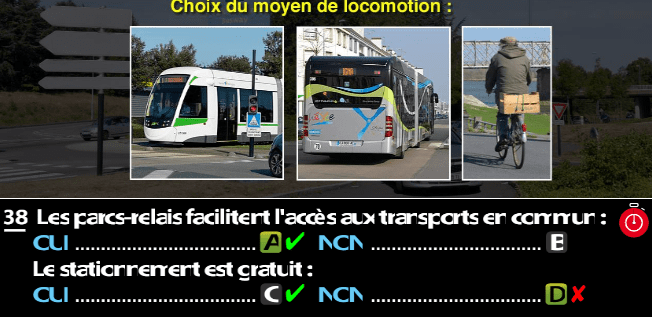 Choix du moyen de locomotion :
38 Les parcs-relais facilitent l'accès aux transports en commun :
OUI .............................. A ✔ NON ............................ B
Le stationnement est gratuit :
OUI .............................. C ✔ NON ............................ D ✘